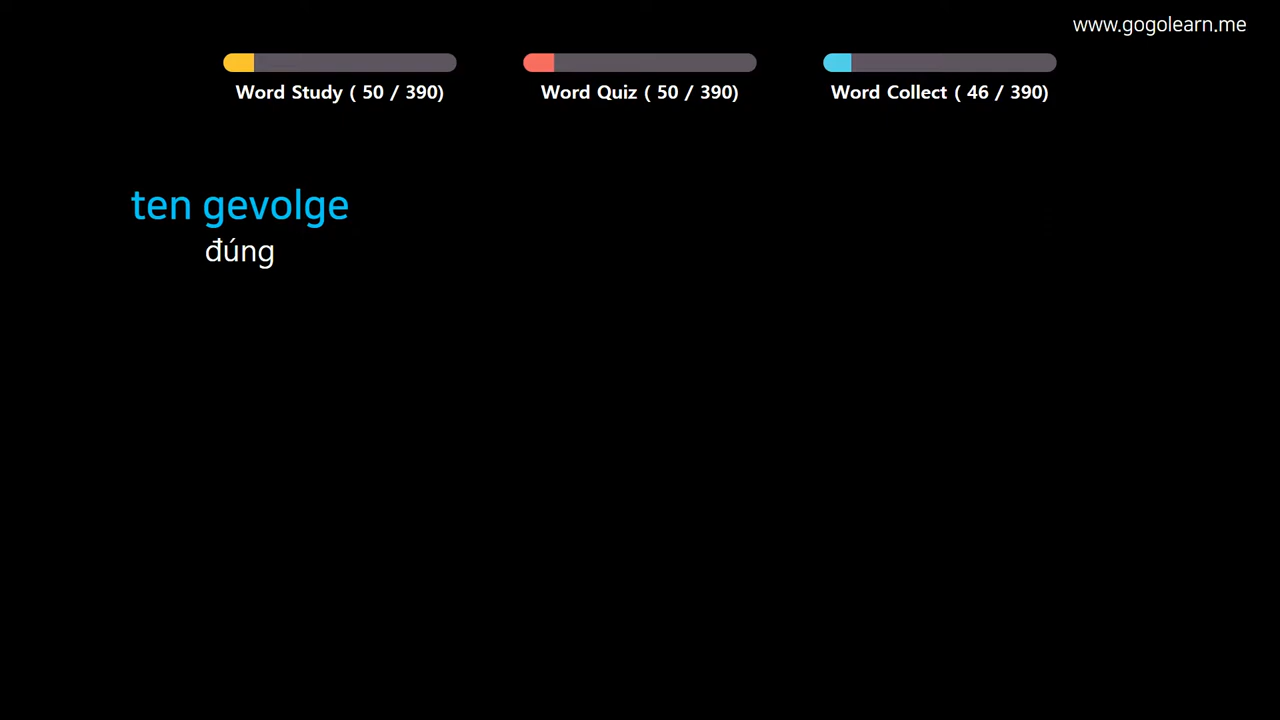 www.gogolearn.me
Word Study ( 50 / 390)
Word Quiz ( 50 / 390)
Word Collect ( 46 / 390)
ten gevolge
đúng